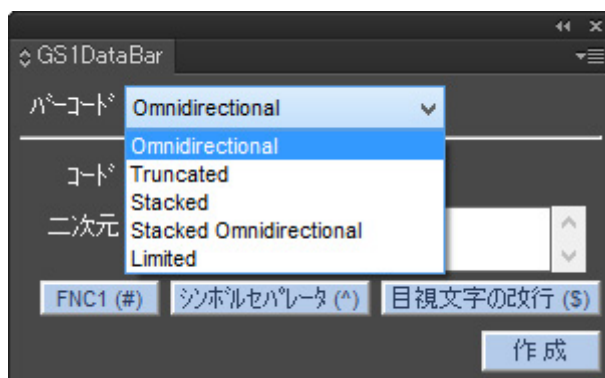 GS1DataBar
バーコード Omnidirectional
Omnidirectional
コード Truncated
Stacked
二次元 Stacked Omnidirectional
Limited
FNC1 (#) シンボルセパレータ (^) 目視文字の改行 ($)
作成